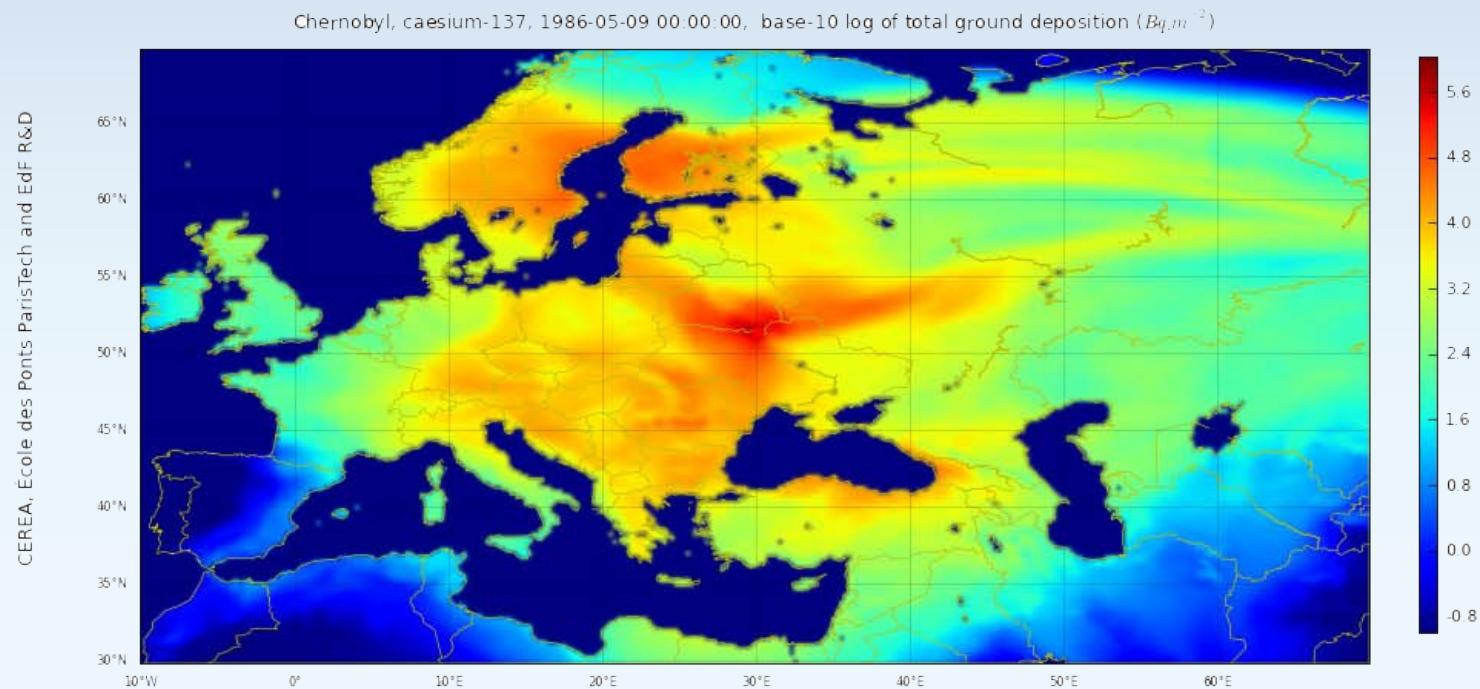 Chernobyl, caesium-137, 1986-05-09 00:00:00, base-10 log of total ground deposition (Bq.m⁻²)
CEREA, Ecole des Ponts ParisTech and EdF R&D
65°N
60°N
55°N
50°N
45°N
40°N
35°N
30°N
10°W 0° 10°E 20°E 30°E 40°E 50°E 60°E
5.6
4.8
4.0
3.2
2.4
1.6
0.8
0.0
-0.8